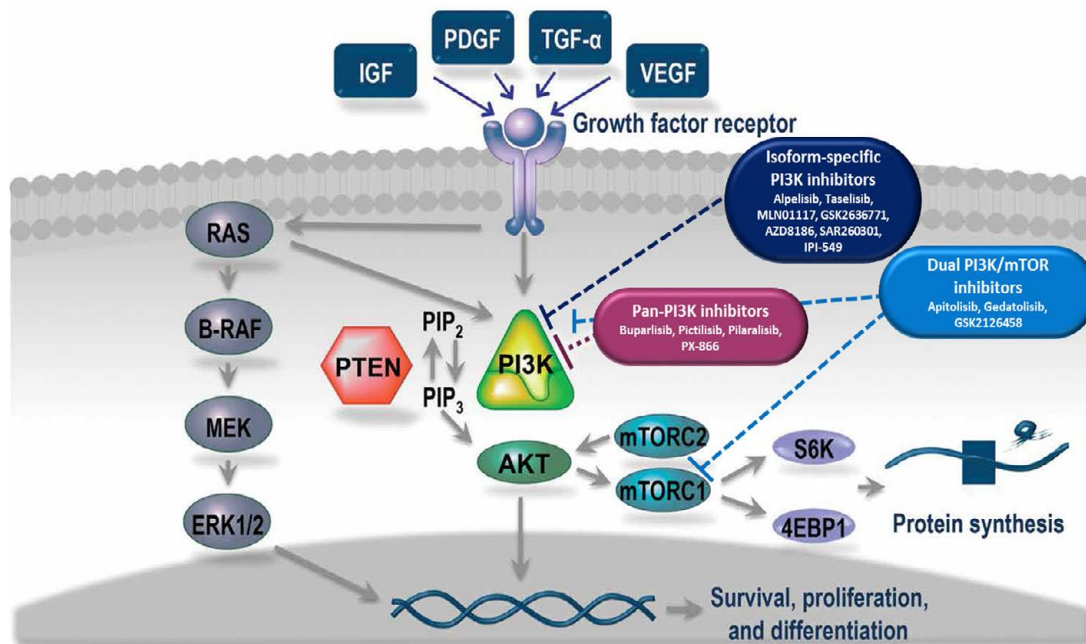 PDGF
TGF-α
IGF
VEGF
Growth factor receptor
Isoform-specific
PI3K inhibitors
Alpelisib, Taselisib,
MLN01117, GSK2636771,
AZD8186, SAR260301,
IPI-549
RAS
Dual PI3K/mTOR
inhibitors
Apitolisib, Gedatolisib,
GSK2126458
Pan-PI3K inhibitors
Buparlisib, Pictilisib, Pilaralisib,
PX-866
B-RAF
PIP2
PTEN
PI3K
PIP3
MEK
mTORC2
S6K
AKT
mTORC1
ERK1/2
4EBP1
Protein synthesis
Survival, proliferation,
and differentiation